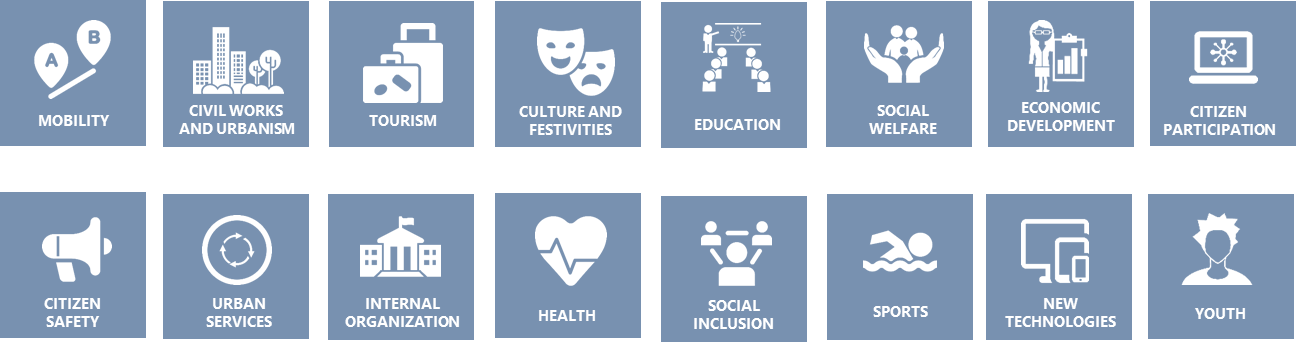 A
B
MOBILITY
CIVIL WORKS
AND URBANISM
TOURISM
CULTURE AND
FESTIVITIES
EDUCATION
SOCIAL
WELFARE
ECONOMIC
DEVELOPMENT
CITIZEN
PARTICIPATION
CITIZEN
SAFETY
URBAN
SERVICES
INTERNAL
ORGANIZATION
HEALTH
SOCIAL
INCLUSION
SPORTS
NEW
TECHNOLOGIES
YOUTH